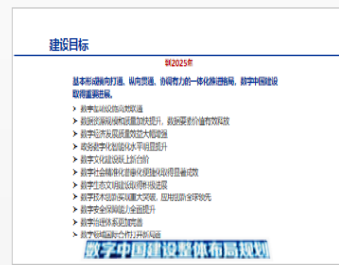 建设目标
到2025年
基本形成横向打通、纵向贯通、协调有力的一体化推进格局，数字中国建设
取得重要进展。
➤ 数字基础设施高效联通
➤ 数据资源规模和质量加快提升，数据要素价值有效释放
➤ 数字经济发展质量效益大幅增强
➤ 政务数字化智能化水平明显提升
➤ 数字文化建设跃上新台阶
➤ 数字社会精准化普惠化便捷化取得显著成效
➤ 数字生态文明建设取得积极进展
➤ 数字技术创新实现重大突破，应用创新全球领先
➤ 数字安全保障能力全面提升
➤ 数字治理体系更加完善
➤ 数字领域国际合作打开新局面
数字中国建设整体布局规划